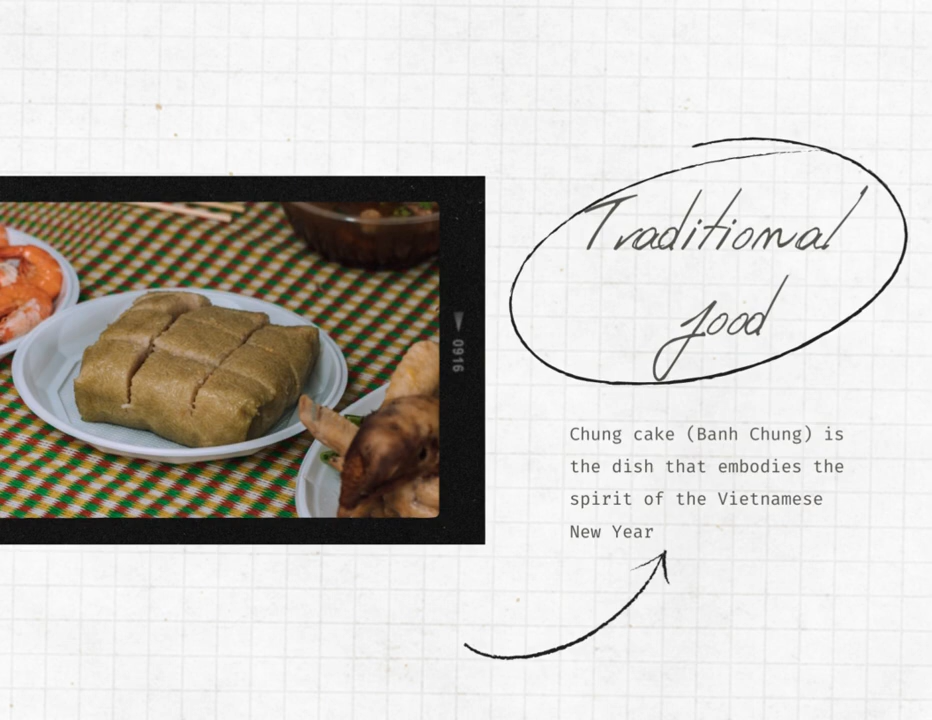 Traditional
food
0916
Chung cake (Banh Chung) is
the dish that embodies the
spirit of the Vietnamese
New Year